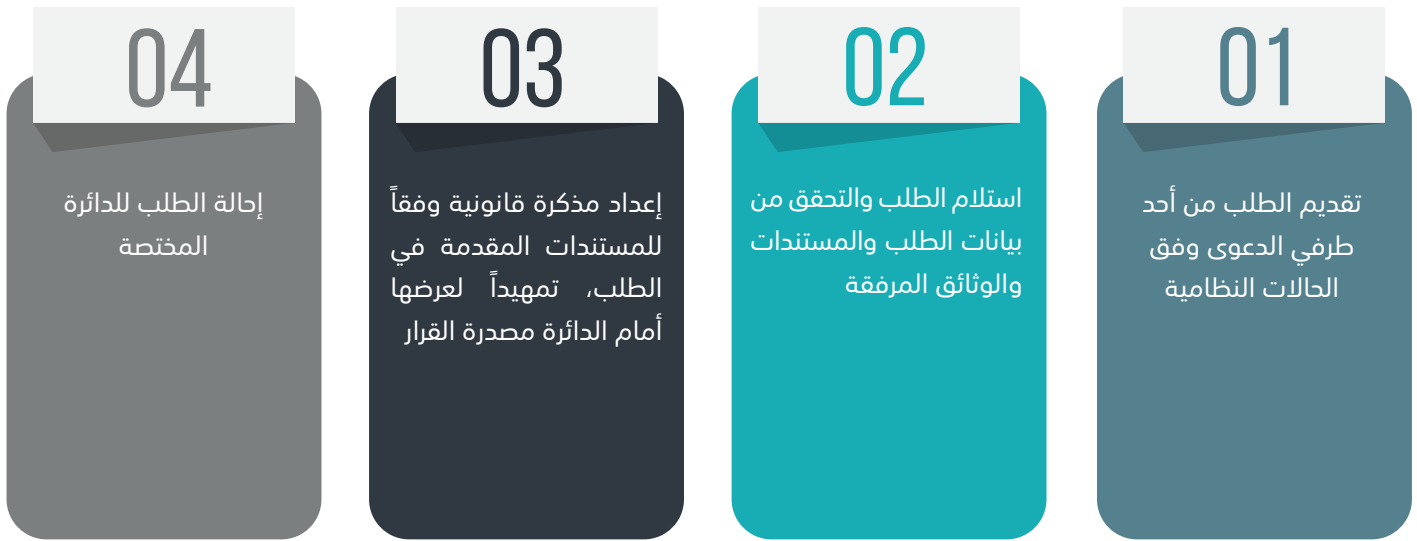 01
تقديم الطلب من أحد
طرفي الدعوى وفق
الحالات النظامية
02
استلام الطلب والتحقق من
بيانات الطلب والمستندات
والوثائق المرفقة
03
إعداد مذكرة قانونية وفقاً
للمستندات المقدمة في
الطلب، تمهيداً لعرضها
أمام الدائرة مصدرة القرار
04
إحالة الطلب للدائرة
المختصة